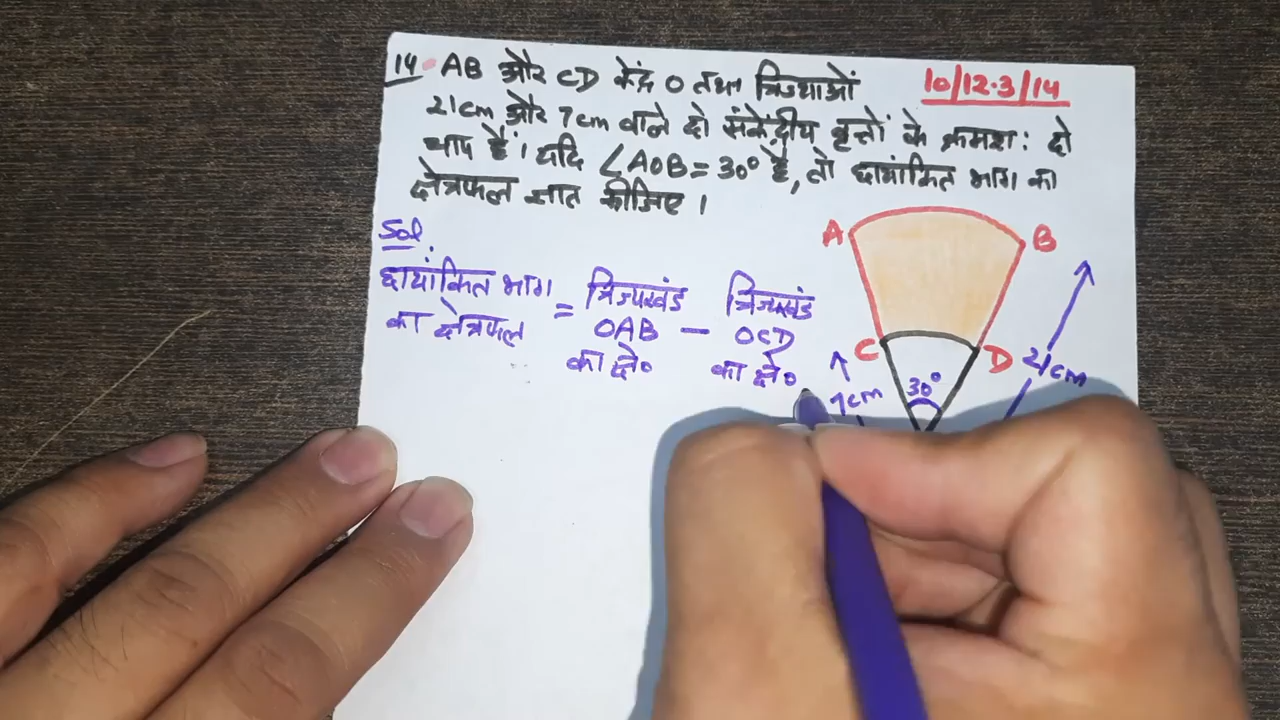 14. AB और CD केंद्र O तथा त्रिज्याओं
10/12.3/14
21cm और 7cm वाले दो संकेंद्रीय वृत्तों के क्रमश: दो
चाप हैं। यदि ∠AOB = 30° है, तो छायांकित भाग का
क्षेत्रफल ज्ञात कीजिए।
Sol.
छायांकित भाग = त्रिज्यखंड - त्रिज्यखंड
का क्षेत्रफल OAB OCD
का क्षे० का क्षे०
A B
C D
21cm
7cm
30°